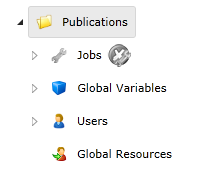 Publications
Jobs
Global Variables
Users
Global Resources